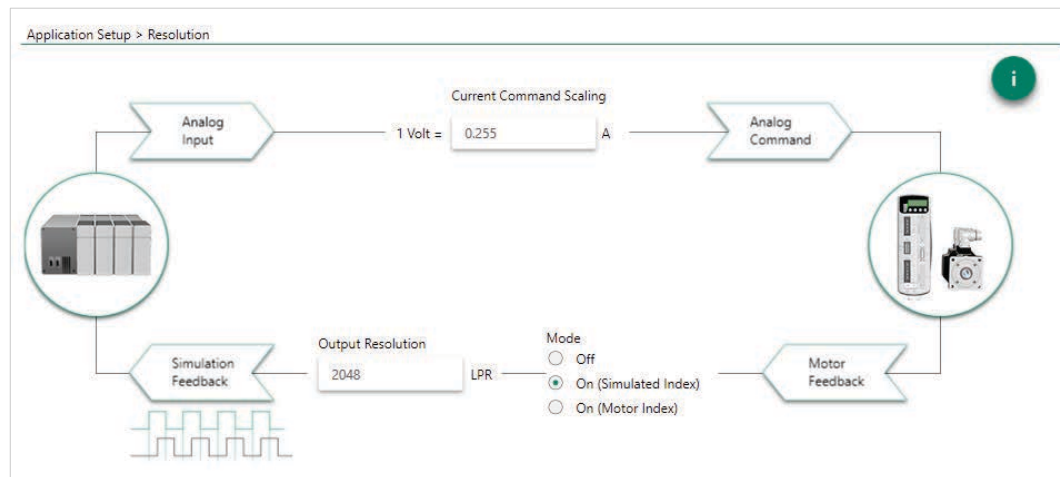 Application Setup > Resolution
i
Current Command Scaling
Analog
Input
1 Volt =
0.255
A
Analog
Command
Output Resolution
Mode
Simulation
Feedback
2048
LPR
Off
On (Simulated Index)
On (Motor Index)
Motor
Feedback